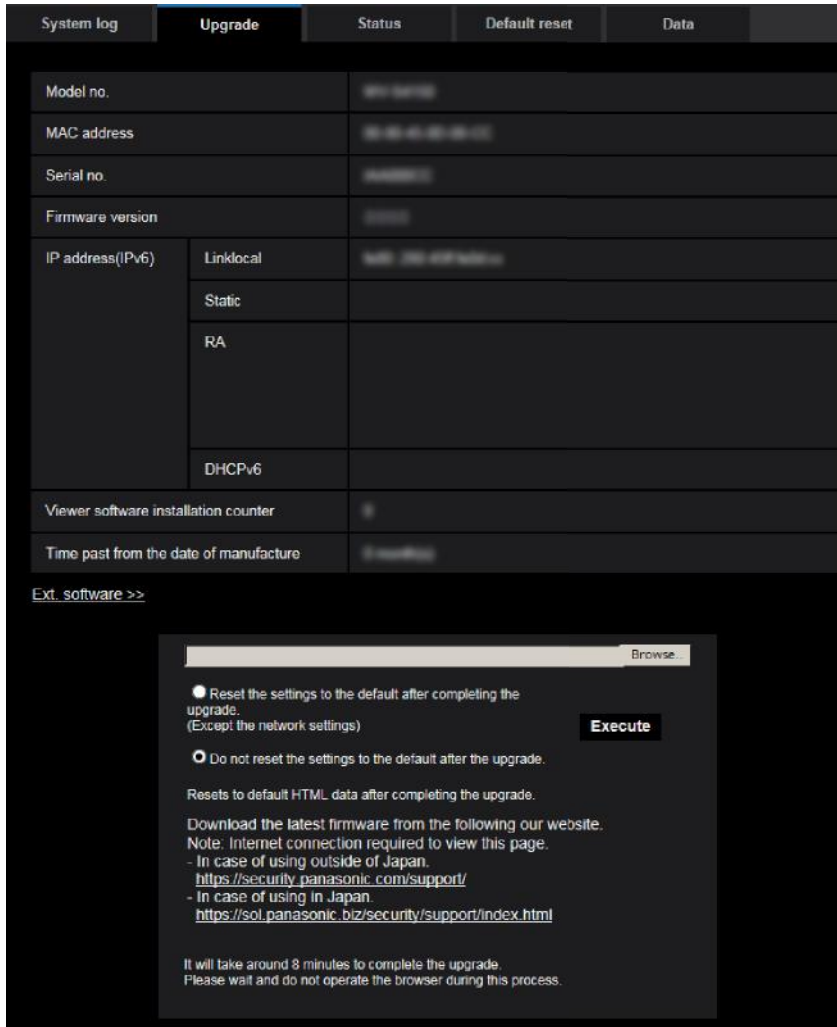 System log Upgrade Status Default reset Data
Model no.
MAC address
Serial no.
Firmware version
IP address(IPv6) Linklocal
Static
RA
DHCPv6
Viewer software installation counter
Time past from the date of manufacture
Ext. software >>
Browse...
Reset the settings to the default after completing the
upgrade.
(Except the network settings)
Execute
Do not reset the settings to the default after the upgrade.
Resets to default HTML data after completing the upgrade.
Download the latest firmware from the following our website.
Note: Internet connection required to view this page.
- In case of using outside of Japan.
https://security.panasonic.com/support/
- In case of using in Japan.
https://sol.panasonic.biz/security/support/index.html
It will take around 8 minutes to complete the upgrade.
Please wait and do not operate the browser during this process.